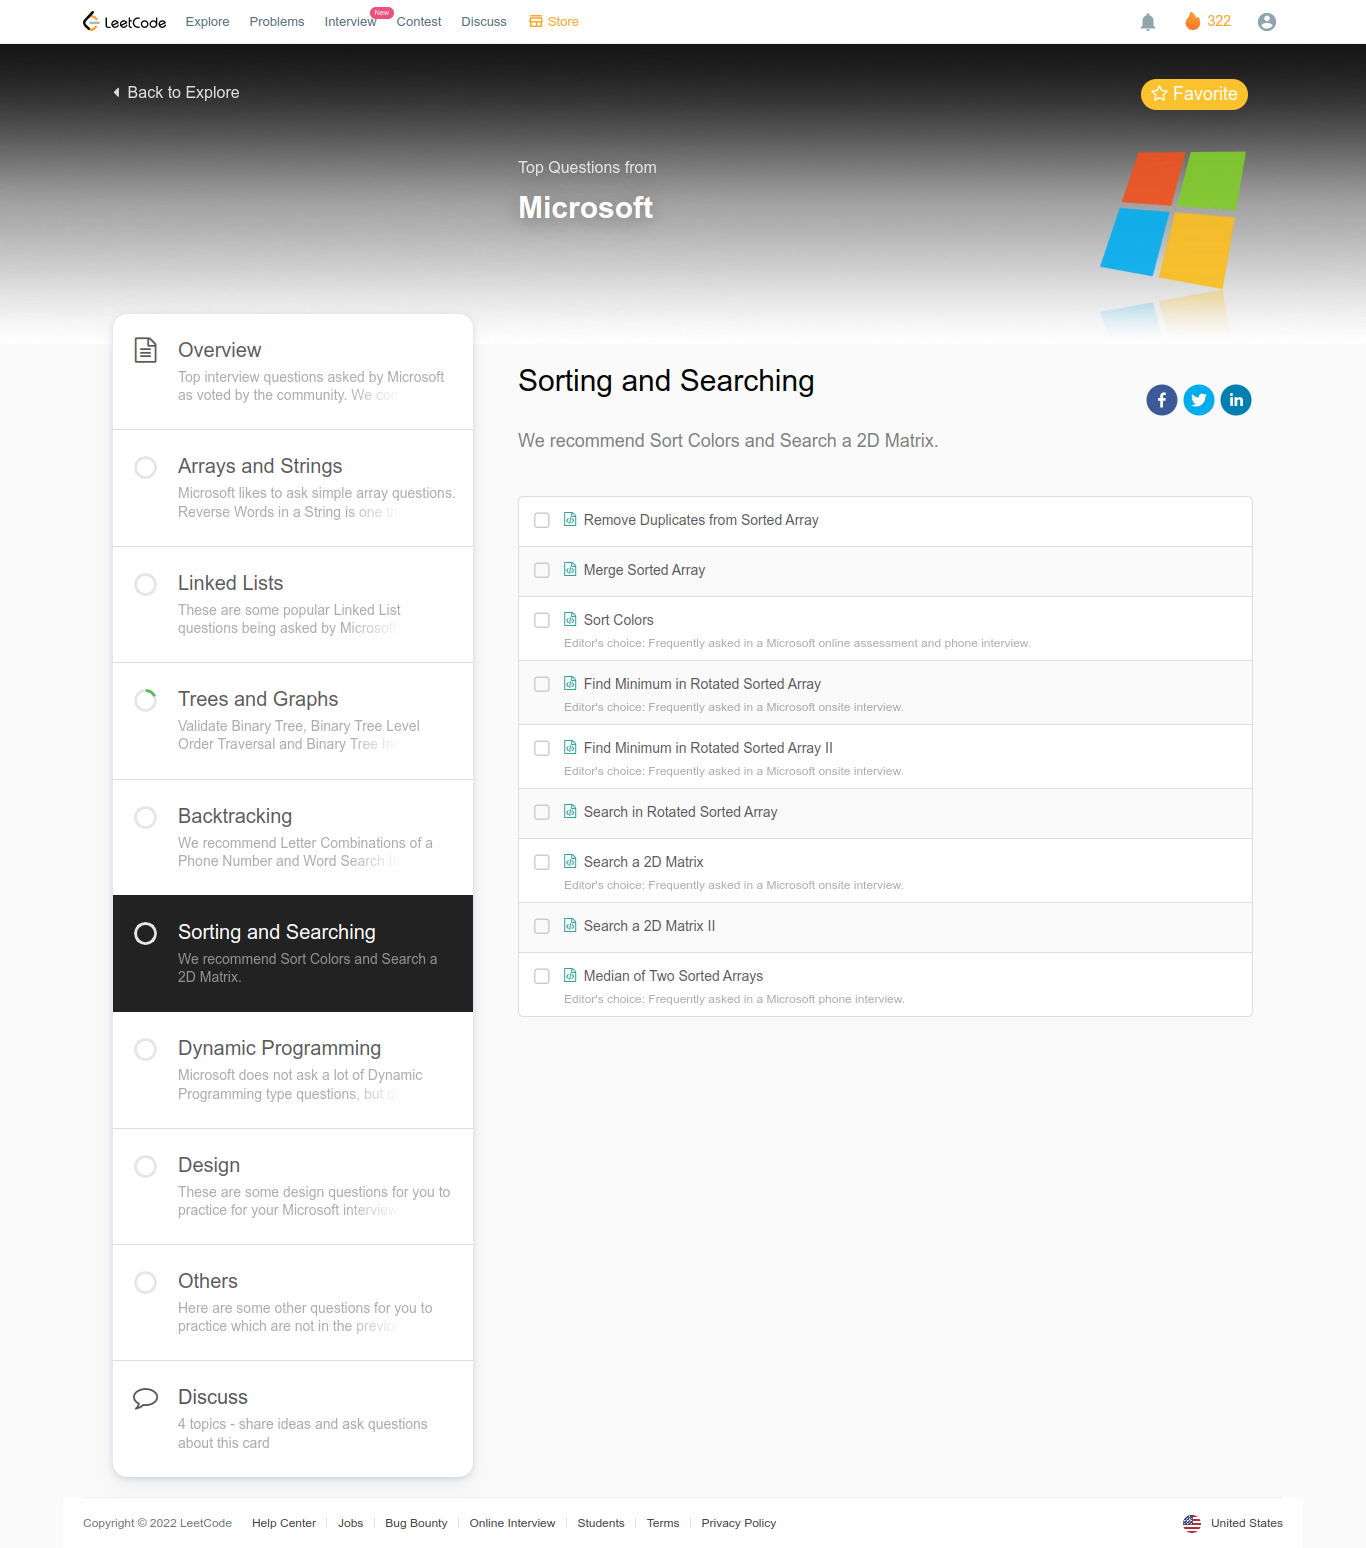 LeetCode Explore Problems Interview New Contest Discuss Store 322
Back to Explore
Favorite
Top Questions from
Microsoft
Overview
Top interview questions asked by Microsoft
as voted by the community. We
Arrays and Strings
Microsoft likes to ask simple array questions.
Reverse Words in a String is one
Linked Lists
These are some popular Linked List
questions being asked by Microsoft.
Trees and Graphs
Validate Binary Tree, Binary Tree Level
Order Traversal and Binary Tree
Backtracking
We recommend Letter Combinations of a
Phone Number and Word Search
Sorting and Searching
We recommend Sort Colors and Search a
2D Matrix.
Dynamic Programming
Microsoft does not ask a lot of Dynamic
Programming type questions, but
Design
These are some design questions for you to
practice for your Microsoft interview
Others
Here are some other questions for you to
practice which are not in the
Discuss
4 topics - share ideas and ask questions
about this card
Sorting and Searching
We recommend Sort Colors and Search a 2D Matrix.
Remove Duplicates from Sorted Array
Merge Sorted Array
Sort Colors
Editor's choice: Frequently asked in a Microsoft online assessment and phone interview.
Find Minimum in Rotated Sorted Array
Editor's choice: Frequently asked in a Microsoft onsite interview.
Find Minimum in Rotated Sorted Array II
Editor's choice: Frequently asked in a Microsoft onsite interview.
Search in Rotated Sorted Array
Search a 2D Matrix
Editor's choice: Frequently asked in a Microsoft onsite interview.
Search a 2D Matrix II
Median of Two Sorted Arrays
Editor's choice: Frequently asked in a Microsoft phone interview.
Copyright © 2022 LeetCode Help Center Jobs Bug Bounty Online Interview Students Terms Privacy Policy United States